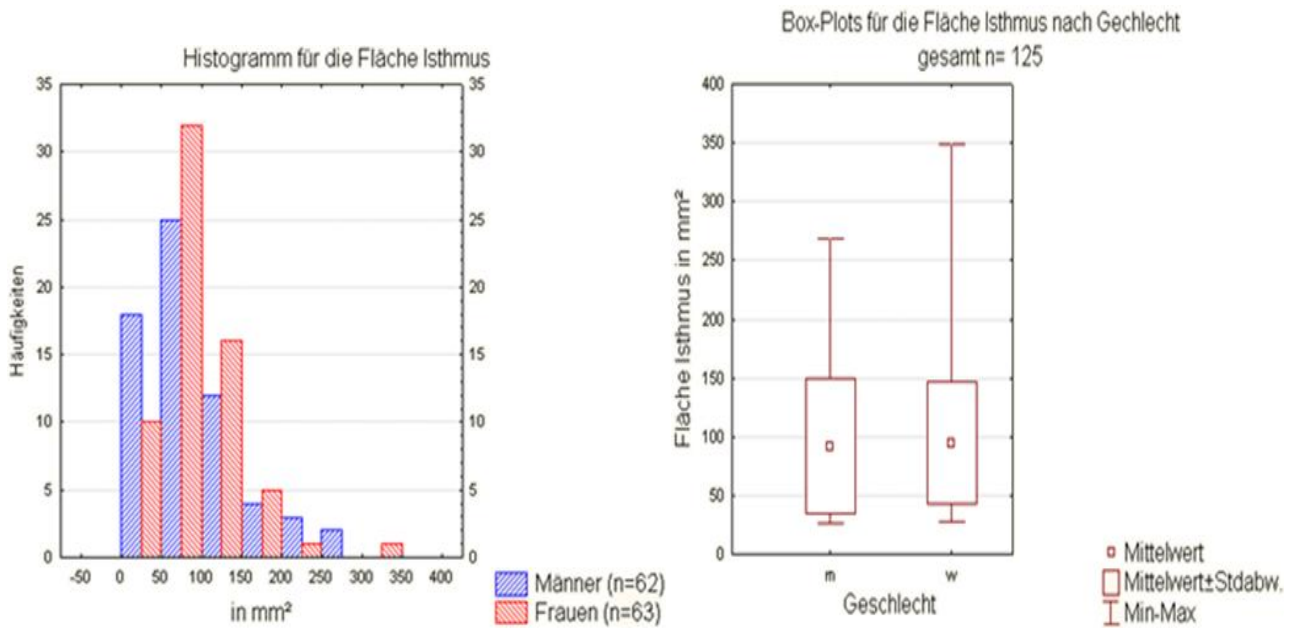 Histogramm für die Fläche Isthmus
35
30
25
20
15
10
5
0
35
30
25
20
15
10
5
0
Häufigkeiten
-50 0 50 100 150 200 250 300 350 400
in mm²
Männer (n=62)
Frauen (n=63)
Box-Plots für die Fläche Isthmus nach Gechlecht
gesamt n= 125
400
350
300
250
200
150
100
50
0
Fläche Isthmus in mm²
m w
Geschlecht
Mittelwert
Mittelwert±Stdabw.
Min-Max